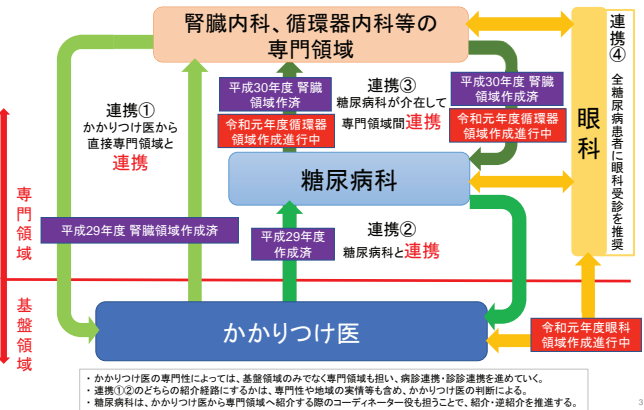 腎臓内科、循環器内科等の
専門領域
連携①
かかりつけ医から
直接専門領域と
連携
平成30年度 腎臓
領域作成済
令和元年度循環器
領域作成進行中
連携③
糖尿病科が介在して
専門領域間連携
平成30年度 腎臓
領域作成済
令和元年度循環器
領域作成進行中
眼科
連携④ 全糖尿病患者に眼科受診を推奨
糖尿病科
専門領域
平成29年度 腎臓領域作成済
平成29年度
作成済
連携②
糖尿病科と連携
基盤領域
かかりつけ医
令和元年度眼科
領域作成進行中
・ かかりつけ医の専門性によっては、基盤領域のみでなく専門領域も担い、病診連携・診診連携を進めていく。
・ 連携①②のどちらの紹介経路にするかは、専門性や地域の実情等も含め、かかりつけ医の判断による。
・ 糖尿病科は、かかりつけ医から専門領域へ紹介する際のコーディネーター役も担うことで、紹介・逆紹介を推進する。
3